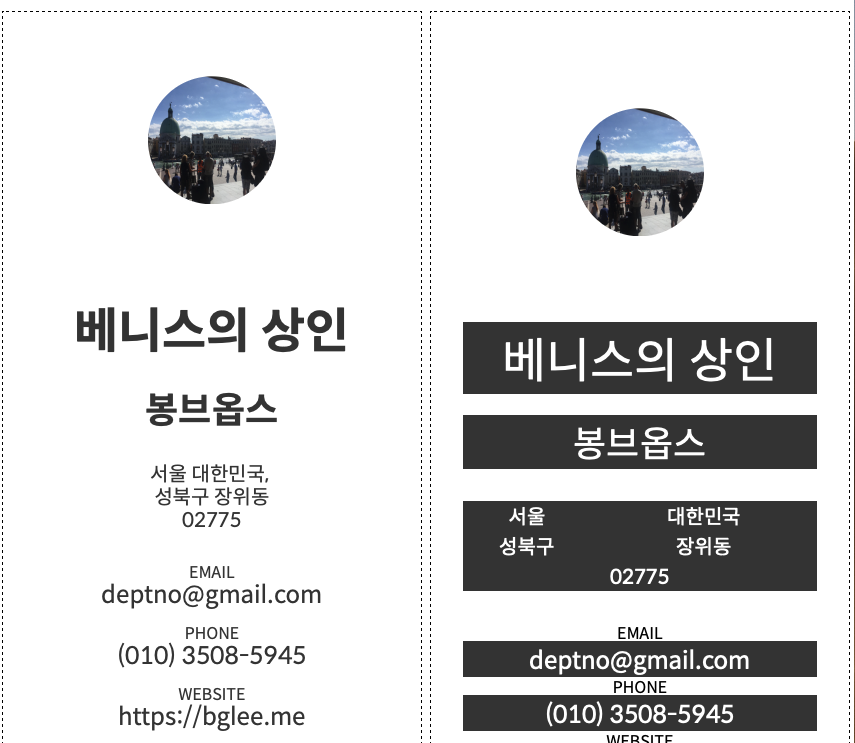 베니스의 상인
봉브옵스
서울 대한민국,
성북구 장위동
02775
EMAIL
deptno@gmail.com
PHONE
(010) 3508-5945
WEBSITE
https://bglee.me
베니스의 상인
봉브옵스
서울 대한민국
성북구 장위동
02775
EMAIL
deptno@gmail.com
PHONE
(010) 3508-5945
WEBSITE